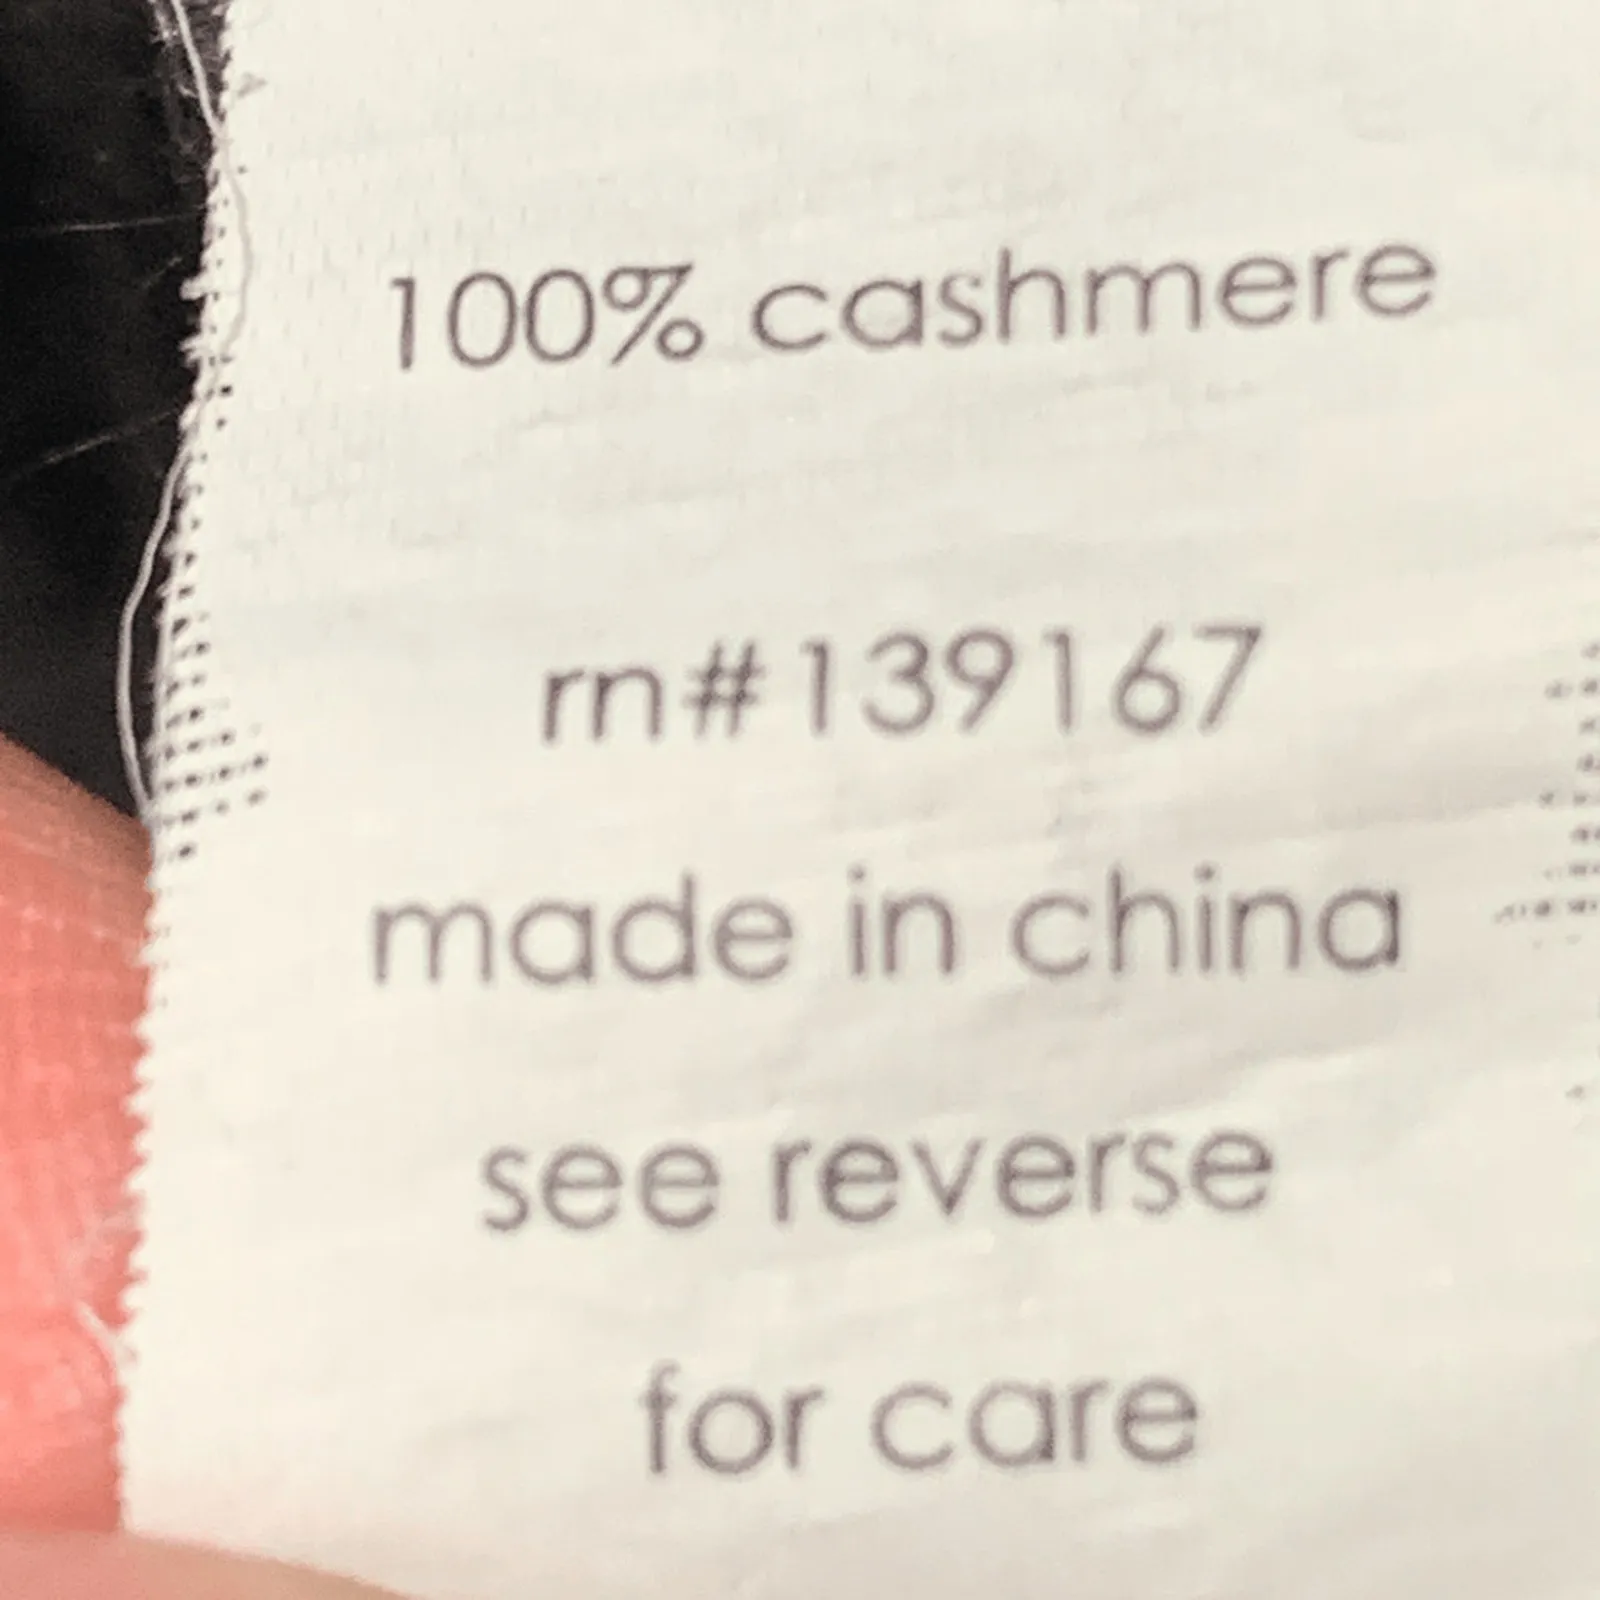 100% cashmere
rn#139167
made in china
see reverse
for care